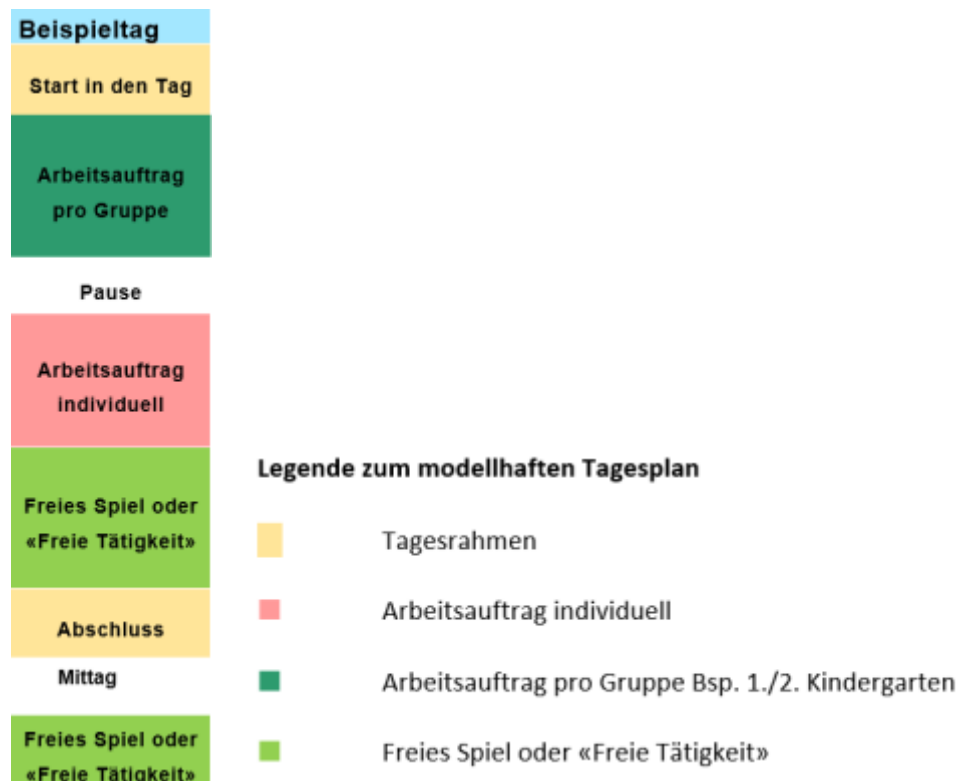 Beispieltag
Start in den Tag
Arbeitsauftrag
pro Gruppe
Pause
Arbeitsauftrag
individuell
Freies Spiel oder
«Freie Tätigkeit»
Abschluss
Mittag
Freies Spiel oder
«Freie Tätigkeit»
Legende zum modellhaften Tagesplan
Tagesrahmen
Arbeitsauftrag individuell
Arbeitsauftrag pro Gruppe Bsp. 1./2. Kindergarten
Freies Spiel oder «Freie Tätigkeit»